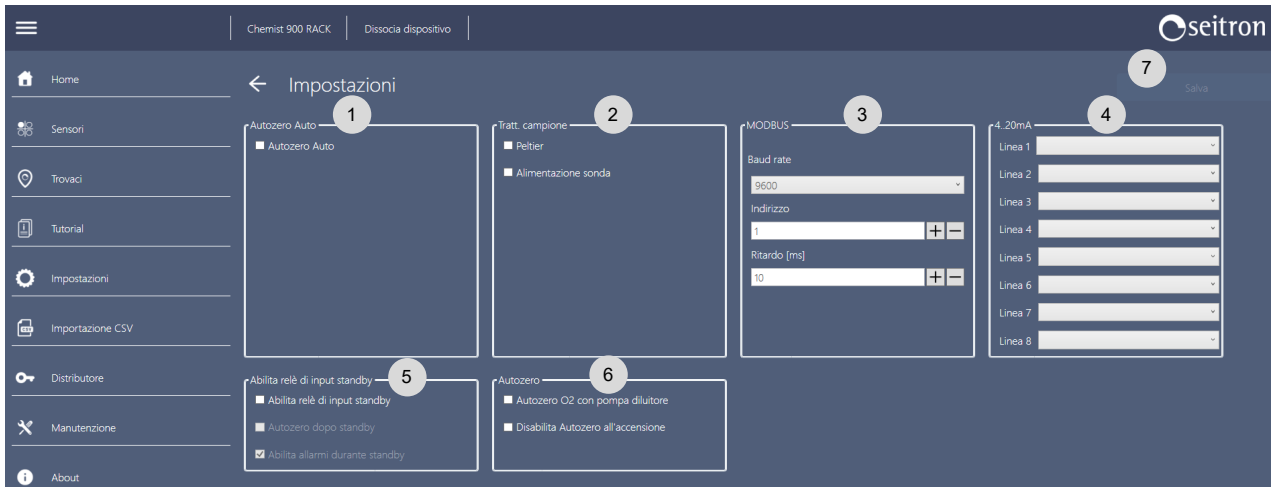 Chemist 900 RACK
Dissocia dispositivo
seitron
Home
Sensori
Trovaci
Tutorial
Impostazioni
Importazione CSV
Distributore
Manutenzione
About
Impostazioni
7
Salva
Autozero Auto
1
Autozero Auto
Tratt. campione
2
Peltier
Alimentazione sonda
MODBUS
3
Baud rate
9600
Indirizzo
1
Ritardo [ms]
10
4..20mA
4
Linea 1
Linea 2
Linea 3
Linea 4
Linea 5
Linea 6
Linea 7
Linea 8
Abilita relè di input standby
5
Abilita relè di input standby
Autozero dopo standby
Abilita allarmi durante standby
Autozero
6
Autozero O2 con pompa diluitore
Disabilita Autozero all'accensione